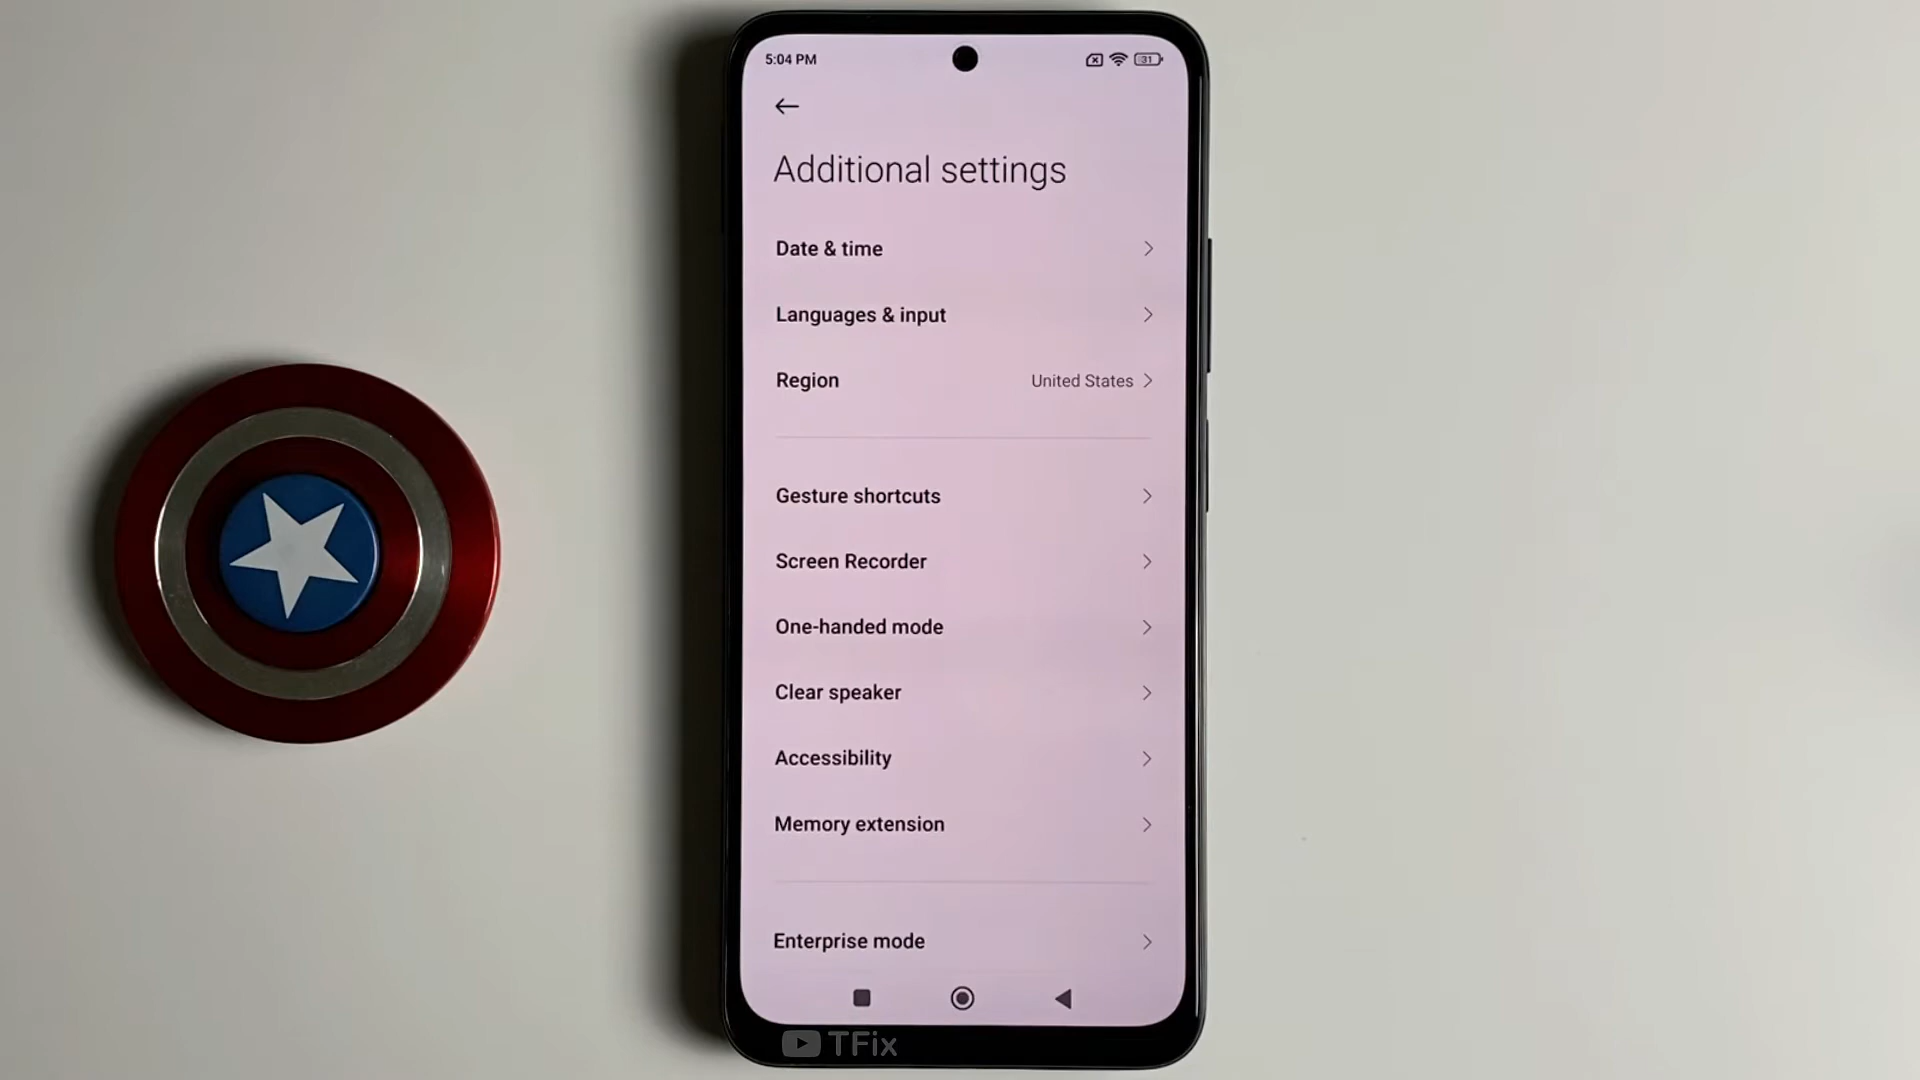 5:04 PM
31
Additional settings
Date & time
Languages & input
Region United States
Gesture shortcuts
Screen Recorder
One-handed mode
Clear speaker
Accessibility
Memory extension
Enterprise mode
TFix